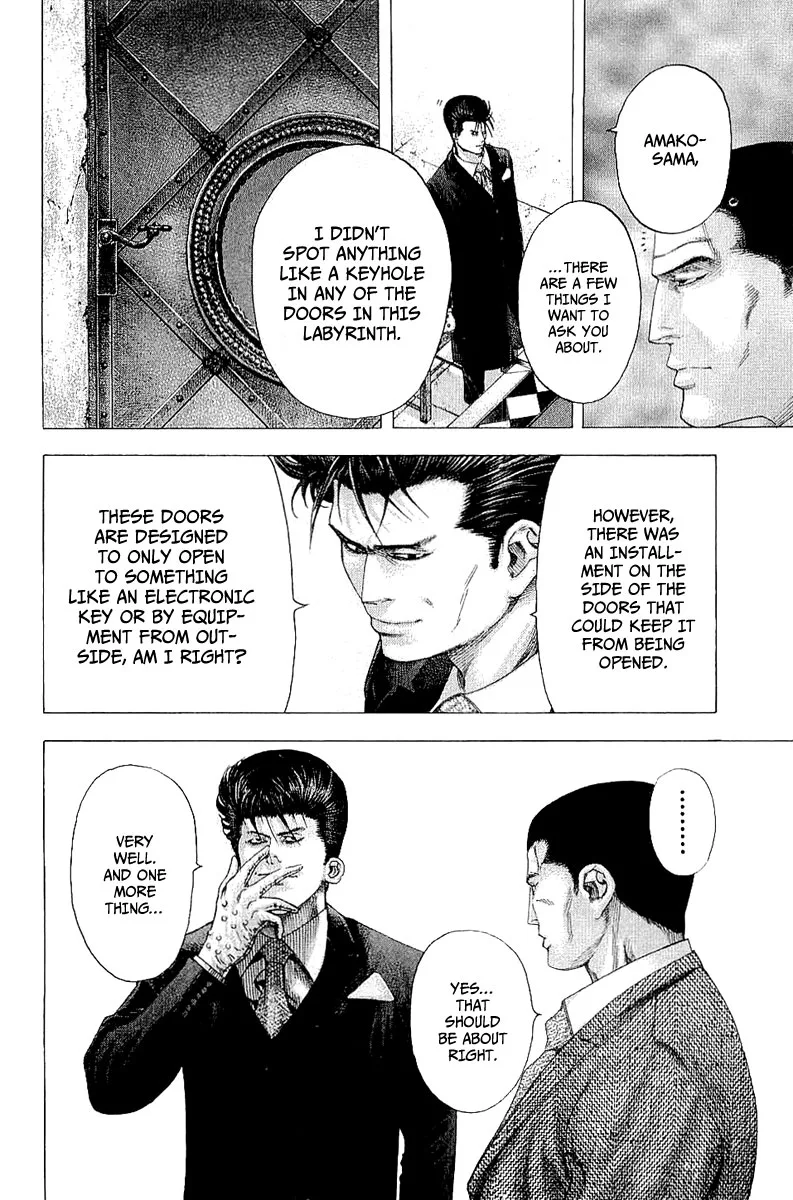 AMAKO-
SAMA,
...THERE
ARE A FEW
THINGS I
WANT TO
ASK YOU
ABOUT.
I DIDN'T
SPOT ANYTHING
LIKE A KEYHOLE
IN ANY OF THE
DOORS IN THIS
LABYRINTH.
HOWEVER,
THERE WAS
AN INSTALL-
MENT ON THE
SIDE OF THE
DOORS THAT
COULD KEEP IT
FROM BEING
OPENED.
THESE DOORS
ARE DESIGNED
TO ONLY OPEN
TO SOMETHING
LIKE AN ELECTRONIC
KEY OR BY EQUIP-
MENT FROM OUT-
SIDE, AM I RIGHT?
........
YES...
THAT
SHOULD
BE ABOUT
RIGHT.
VERY
WELL.
AND ONE
MORE
THING...